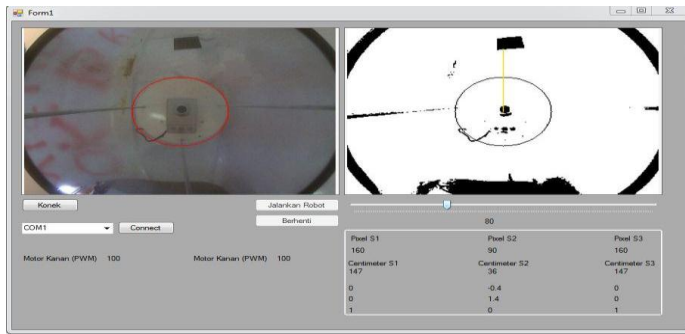 Form1
Konek
Jalankan Robot
Berhenti
COM1
Connect
Motor Kanan (PWM) 100 Motor Kanan (PWM) 100
80
Pixel S1 Pixel S2 Pixel S3
160 90 160
Centimeter S1 Centimeter S2 Centimeter S3
147 36 147
0 -0.4 0
0 1.4 0
1 0 1